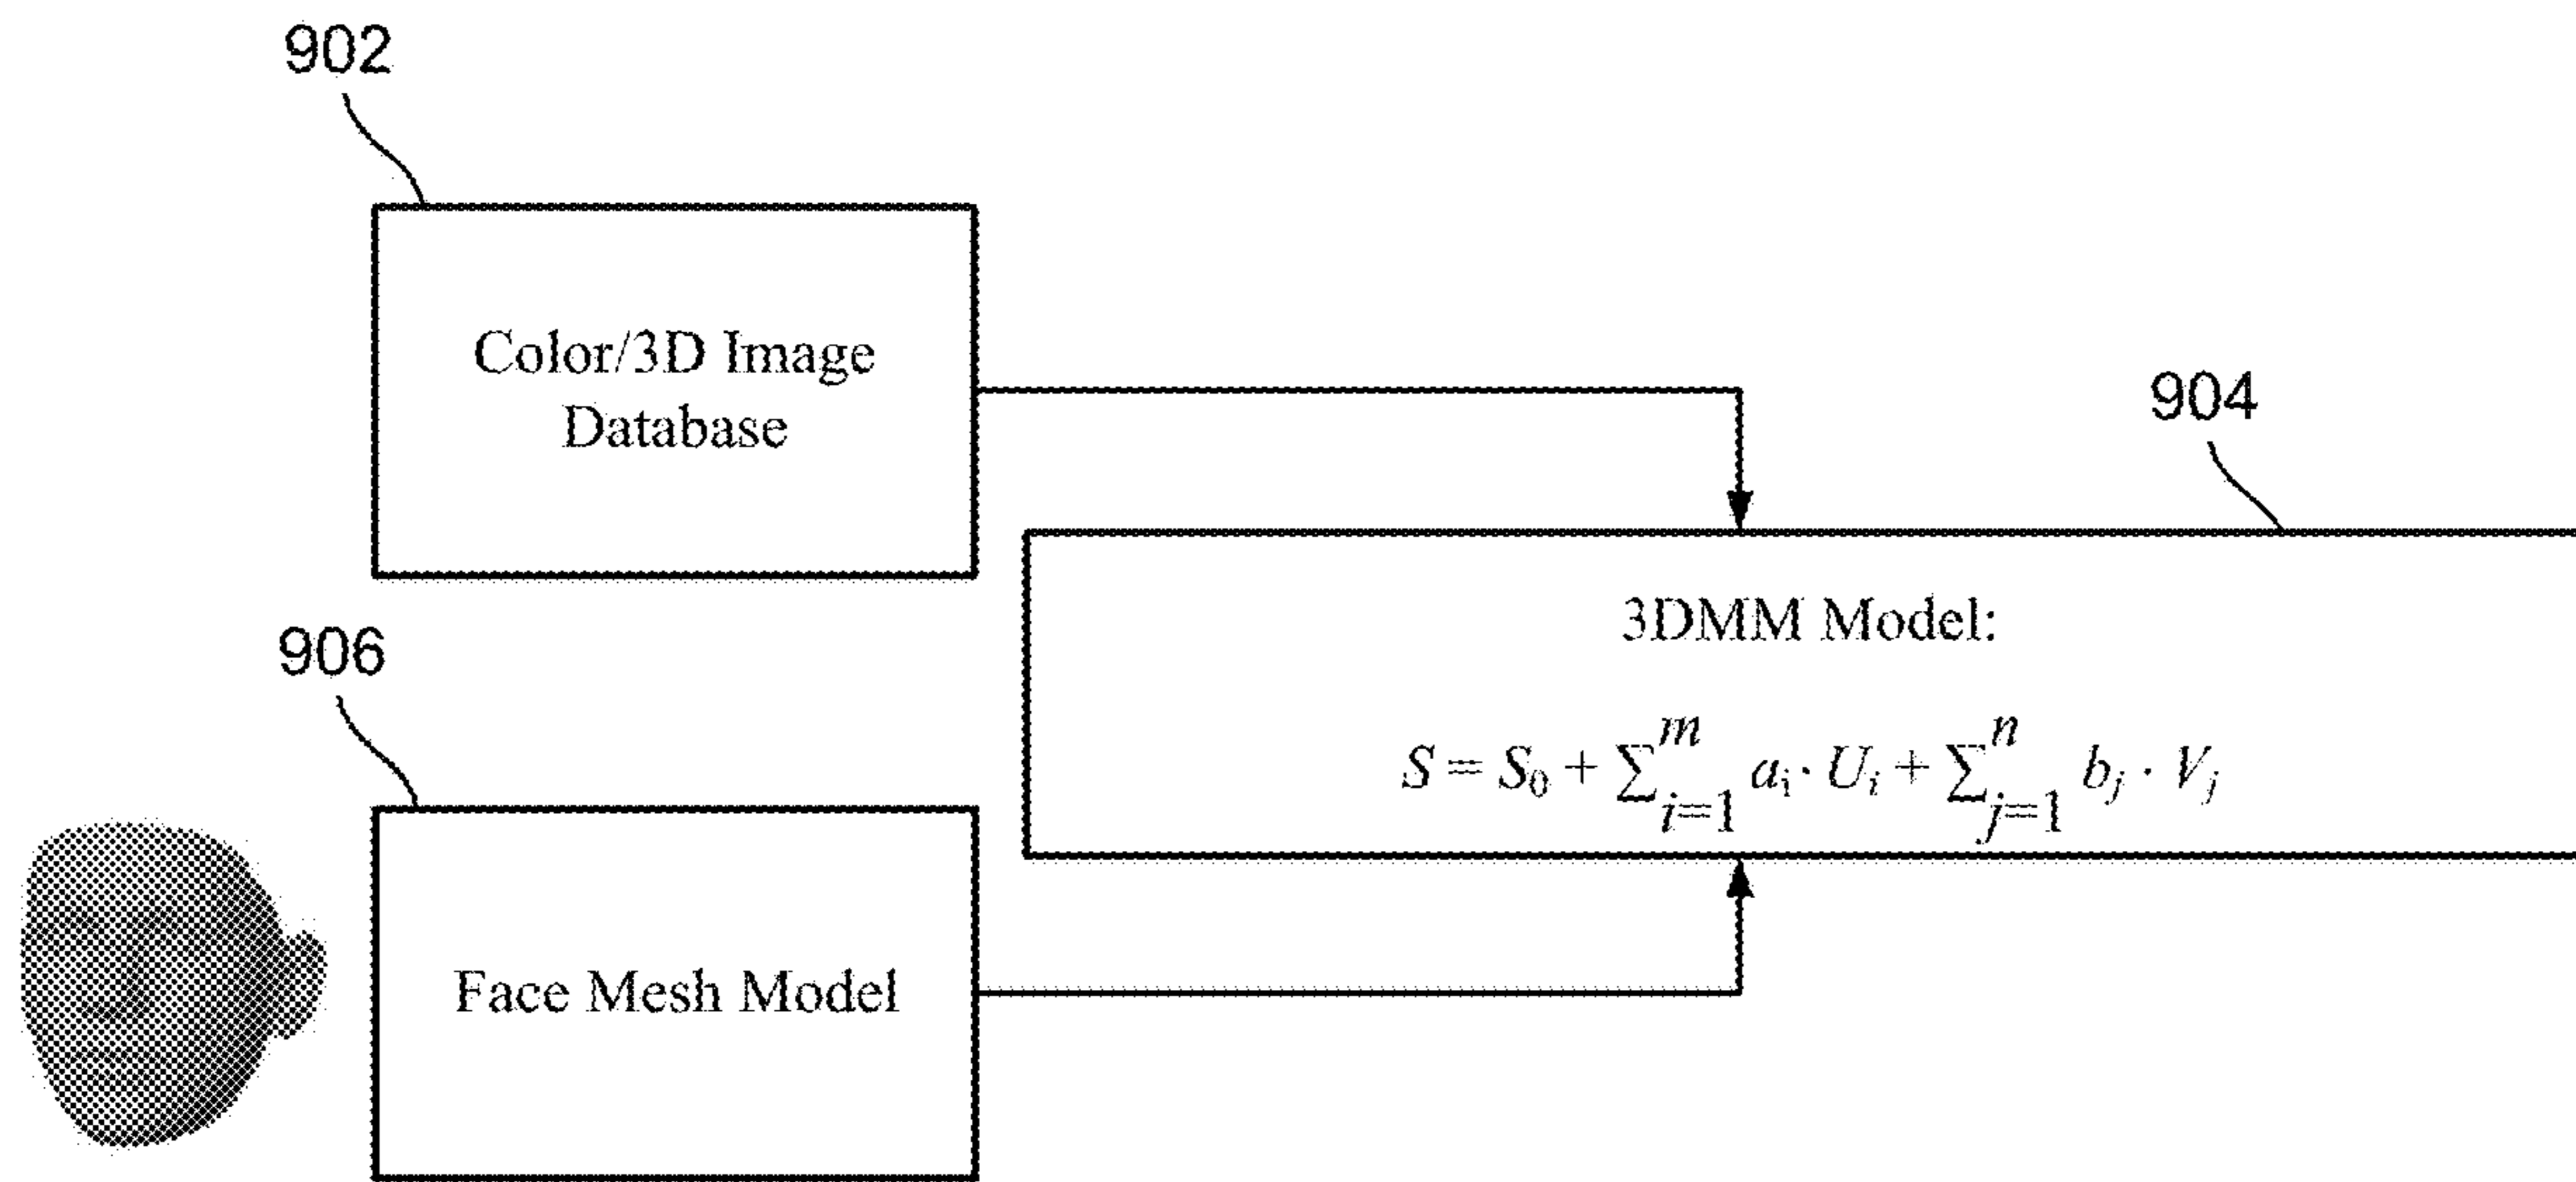 902
Color/3D Image
Database
904
3DMM Model:
S = S₀ + ∑ᵢ₌₁ᵐ aᵢ · Uᵢ + ∑ⱼ₌₁ⁿ bⱼ · Vⱼ
906
Face Mesh Model